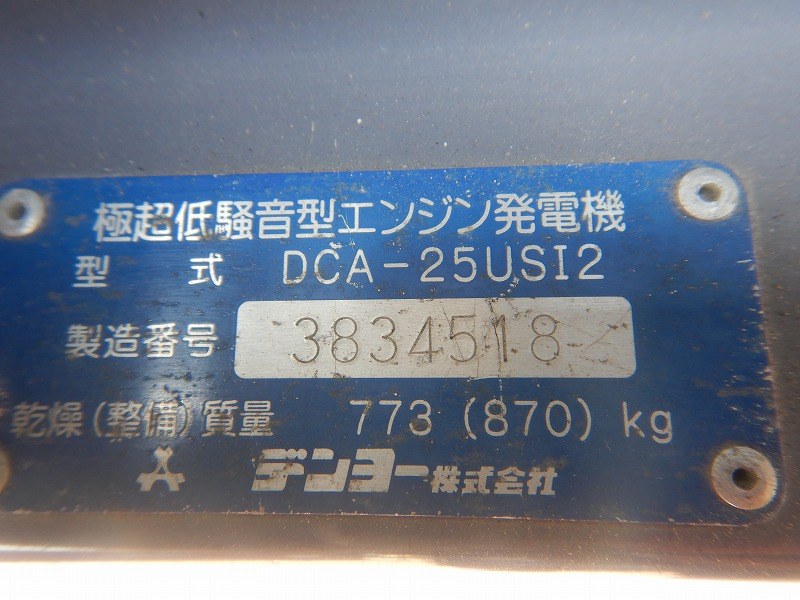 極超低騒音型エンジン発電機
型 式 DCA-25USI2
製造番号 3834518
乾燥(整備)質量 773 (870) kg
デンヨー株式会社